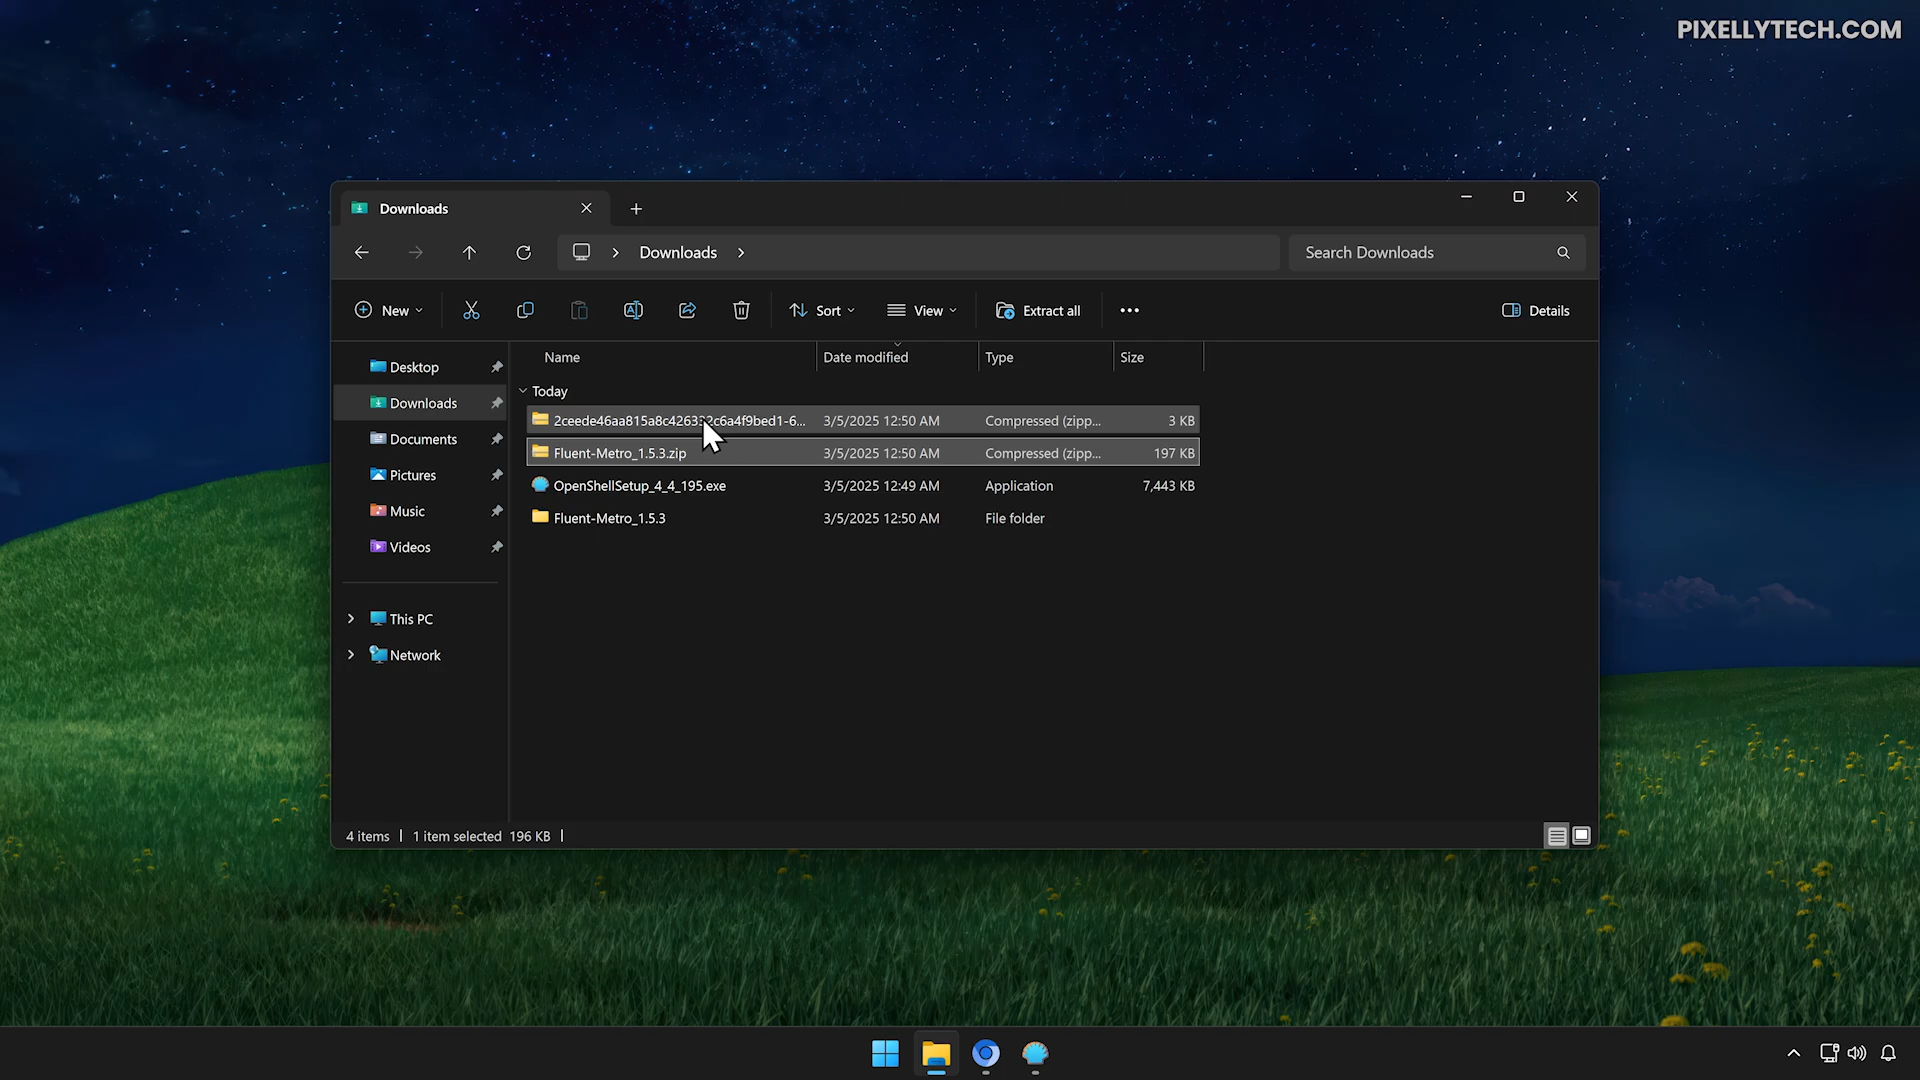 PIXELLYTECH.COM
Downloads
Downloads
Search Downloads
New
Sort
View
Extract all
Details
Name Date modified Type Size
Desktop
Downloads
Documents
Pictures
Music
Videos
This PC
Network
Today
2ceede46aa815a8c426332c6a4f9bed1-6... 3/5/2025 12:50 AM Compressed (zipp... 3 KB
Fluent-Metro_1.5.3.zip 3/5/2025 12:50 AM Compressed (zipp... 197 KB
OpenShellSetup_4_4_195.exe 3/5/2025 12:49 AM Application 7,443 KB
Fluent-Metro_1.5.3 3/5/2025 12:50 AM File folder
4 items 1 item selected 196 KB